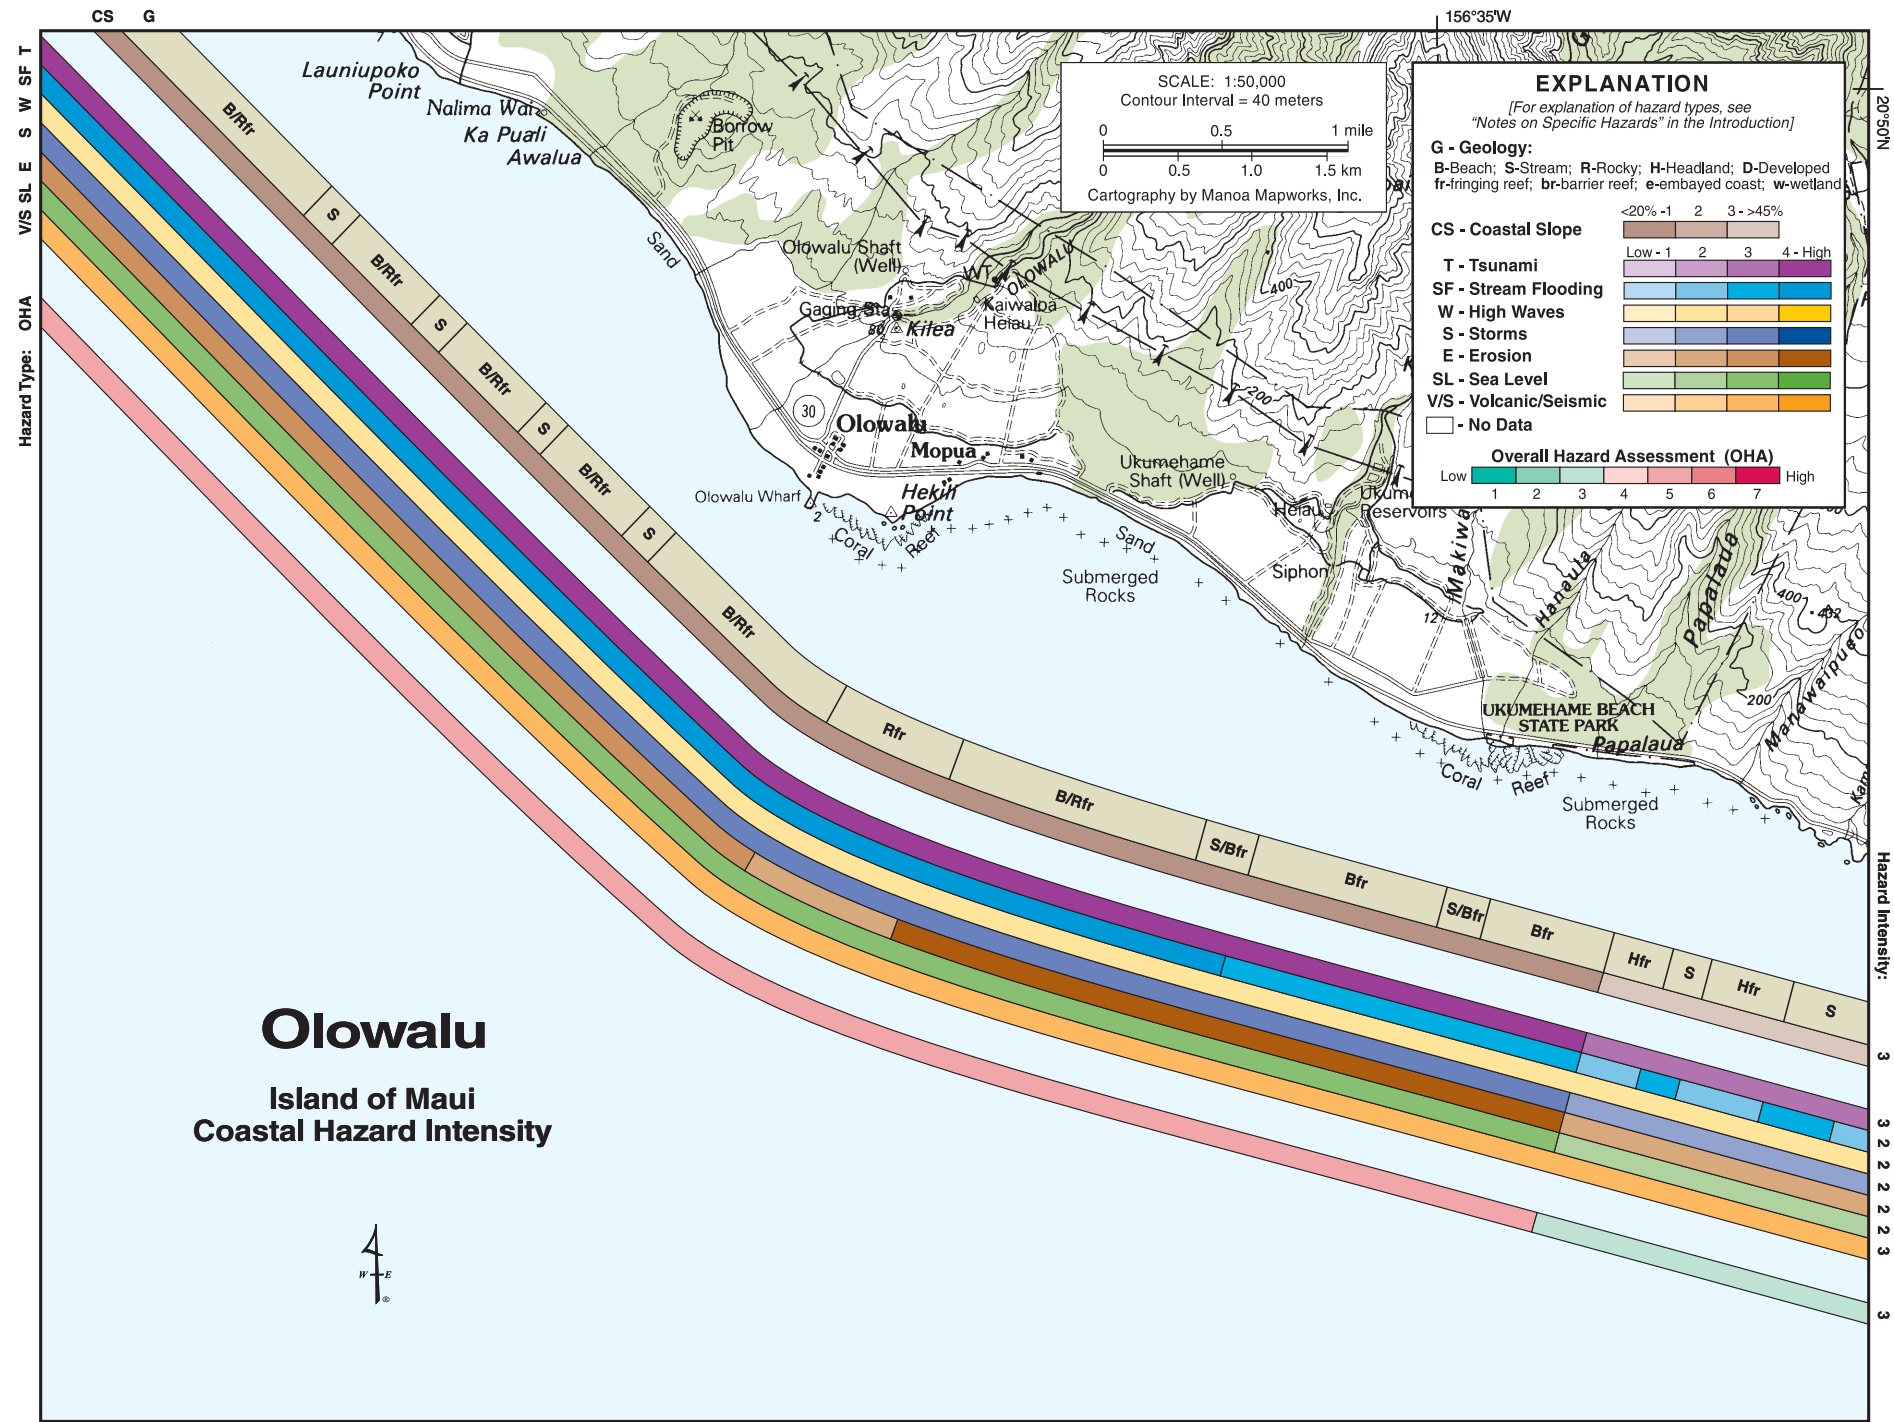 CS G
156°35'W
20°50'N
T
SF
W
S
E
SL
V/S
OHA
Hazard Type:
Launiupoko
Point
Nalima Wai
Ka Puali
Awalua
Borrow
Pit
SCALE: 1:50,000
Contour Interval = 40 meters
0 0.5 1 mile
0 0.5 1.0 1.5 km
Cartography by Manoa Mapworks, Inc.
EXPLANATION
[For explanation of hazard types, see
"Notes on Specific Hazards" in the Introduction]
G - Geology:
B-Beach; S-Stream; R-Rocky; H-Headland; D-Developed
fr-fringing reef; br-barrier reef; e-embayed coast; w-wetland
<20% -1 2 3 - >45%
CS - Coastal Slope
Low - 1 2 3 4 - High
T - Tsunami
SF - Stream Flooding
W - High Waves
S - Storms
E - Erosion
SL - Sea Level
V/S - Volcanic/Seismic
- No Data
Overall Hazard Assessment (OHA)
Low High
1 2 3 4 5 6 7
Sand
Olowalu Shaft
(Well)
WT
OLOWALU
Gaging Sta
80
Kilea
Kaiwaloa
Heiau
400
200
30
Olowalu
Mopua
Olowalu Wharf
2
Hekili
Point
Coral
Reef
Ukumehame
Shaft (Well)
Sand
Submerged
Rocks
Heiau
Reservoirs
Siphon
12
Makiwa
Hanaula
Papalaua
400
432
200
Manawaipueo
UKUMEHAME BEACH
STATE PARK
Papalaua
Coral
Reef
Submerged
Rocks
B/Rfr
S
B/Rfr
S
B/Rfr
S
B/Rfr
S
B/Rfr
Rfr
B/Rfr
S/Bfr
Bfr
S/Bfr
Bfr
Hfr
S
Hfr
S
Hazard Intensity:
3
3
2
2
2
2
2
3
3
Olowalu
Island of Maui
Coastal Hazard Intensity
W E